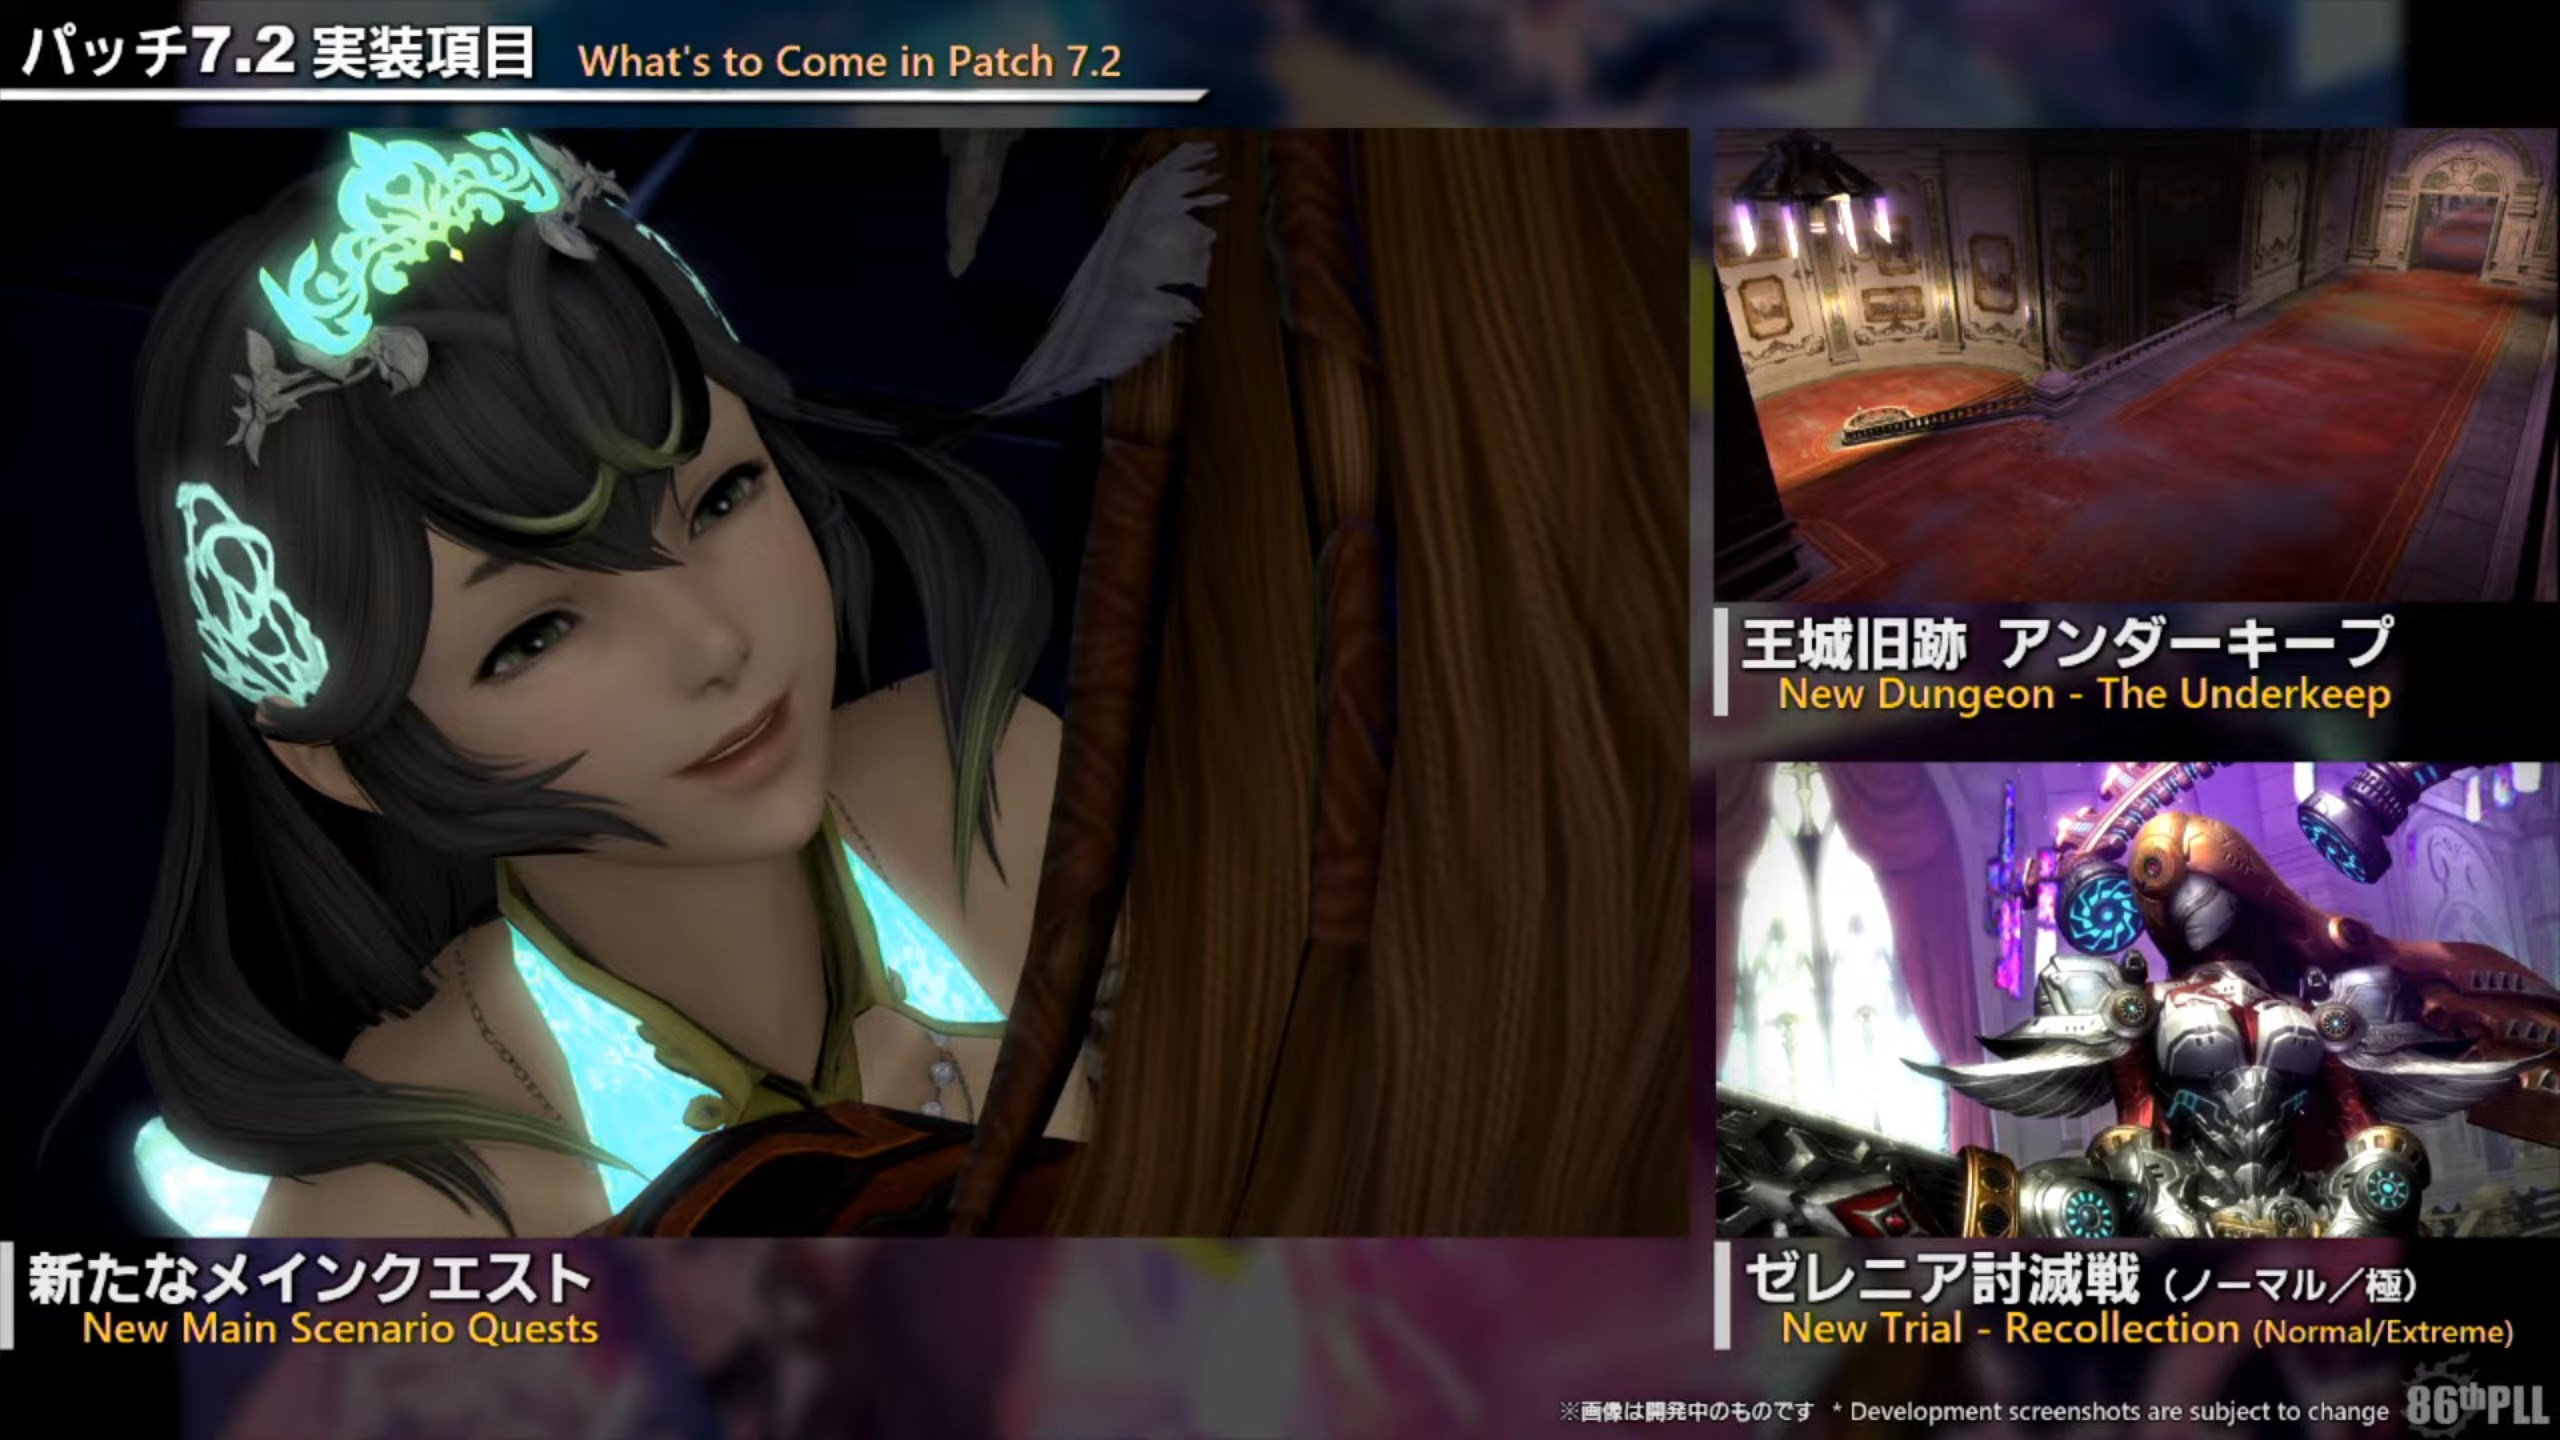 パッチ7.2 実装項目 What's to Come in Patch 7.2
王城旧跡 アンダーキープ
New Dungeon - The Underkeep
新たなメインクエスト
New Main Scenario Quests
ゼレニア討滅戦（ノーマル／極）
New Trial - Recollection (Normal/Extreme)
※画像は開発中のものです * Development screenshots are subject to change
86thPLL